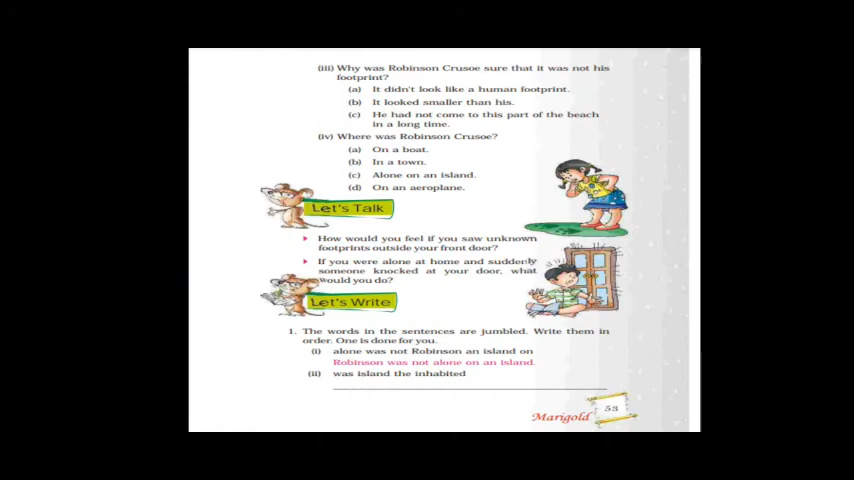 (iii) Why was Robinson Crusoe sure that it was not his
footprint?
(a) It didn't look like a human footprint.
(b) It looked smaller than his.
(c) He had not come to this part of the beach
in a long time.
(iv) Where was Robinson Crusoe?
(a) On a boat.
(b) In a town.
(c) Alone on an island.
(d) On an aeroplane.
Let's Talk
How would you feel if you saw unknown
footprints outside your front door?
If you were alone at home and suddenly
someone knocked at your door, what
would you do?
Let's Write
1. The words in the sentences are jumbled. Write them in
order. One is done for you.
(i) alone was not Robinson an island on
Robinson was not alone on an island.
(ii) was island the inhabited
Marigold
53